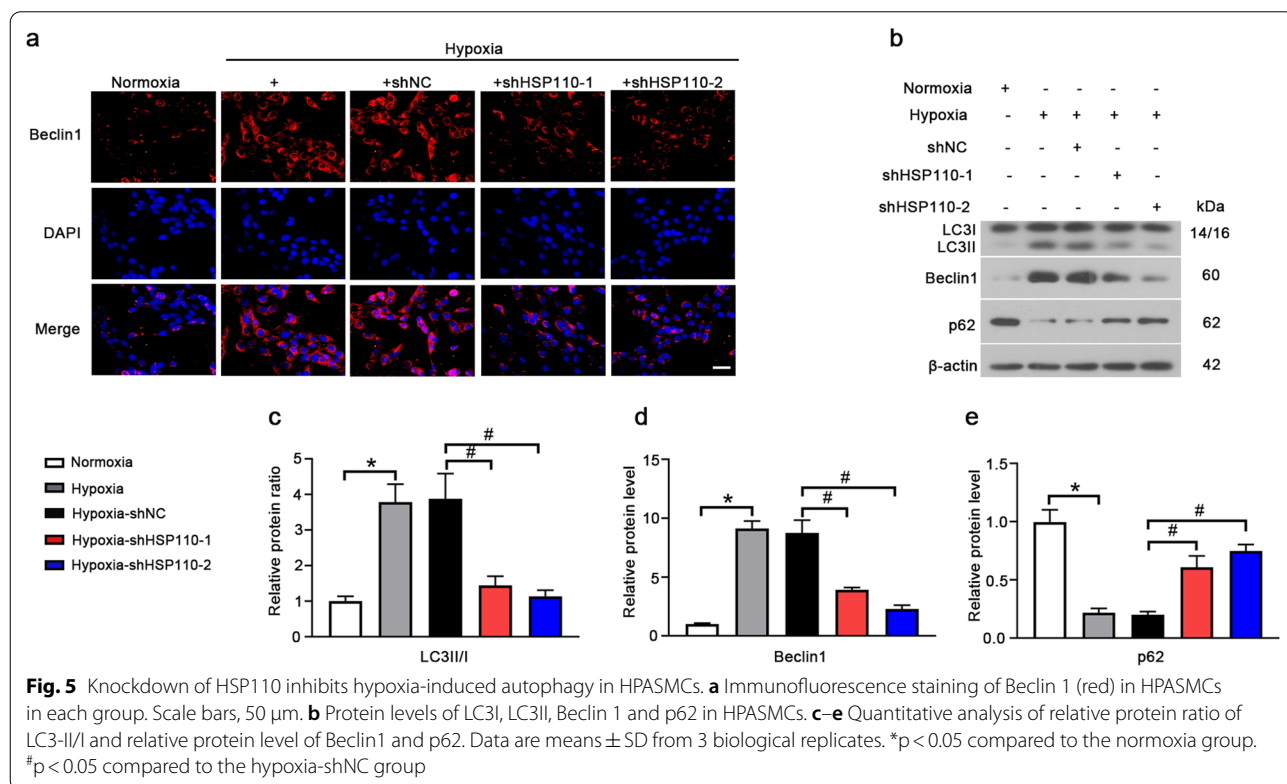 a
Hypoxia
Normoxia + +shNC +shHSP110-1 +shHSP110-2
Beclin1
DAPI
Merge
b
Normoxia + - - - -
Hypoxia - + + + +
shNC - - + - -
shHSP110-1 - - - + -
shHSP110-2 - - - - + kDa
LC3I
LC3II 14/16
Beclin1 60
p62 62
β-actin 42
Normoxia
Hypoxia
Hypoxia-shNC
Hypoxia-shHSP110-1
Hypoxia-shHSP110-2
c
Relative protein ratio
8
6
4
2
0
* # #
LC3II/I
d
Relative protein level
15
10
5
0
* # #
Beclin1
e
Relative protein level
1.5
1.0
0.5
0.0
* # #
p62
Fig. 5 Knockdown of HSP110 inhibits hypoxia-induced autophagy in HPASMCs. a Immunofluorescence staining of Beclin 1 (red) in HPASMCs
in each group. Scale bars, 50 μm. b Protein levels of LC3I, LC3II, Beclin 1 and p62 in HPASMCs. c–e Quantitative analysis of relative protein ratio of
LC3-II/I and relative protein level of Beclin1 and p62. Data are means ± SD from 3 biological replicates. *p < 0.05 compared to the normoxia group.
#p < 0.05 compared to the hypoxia-shNC group